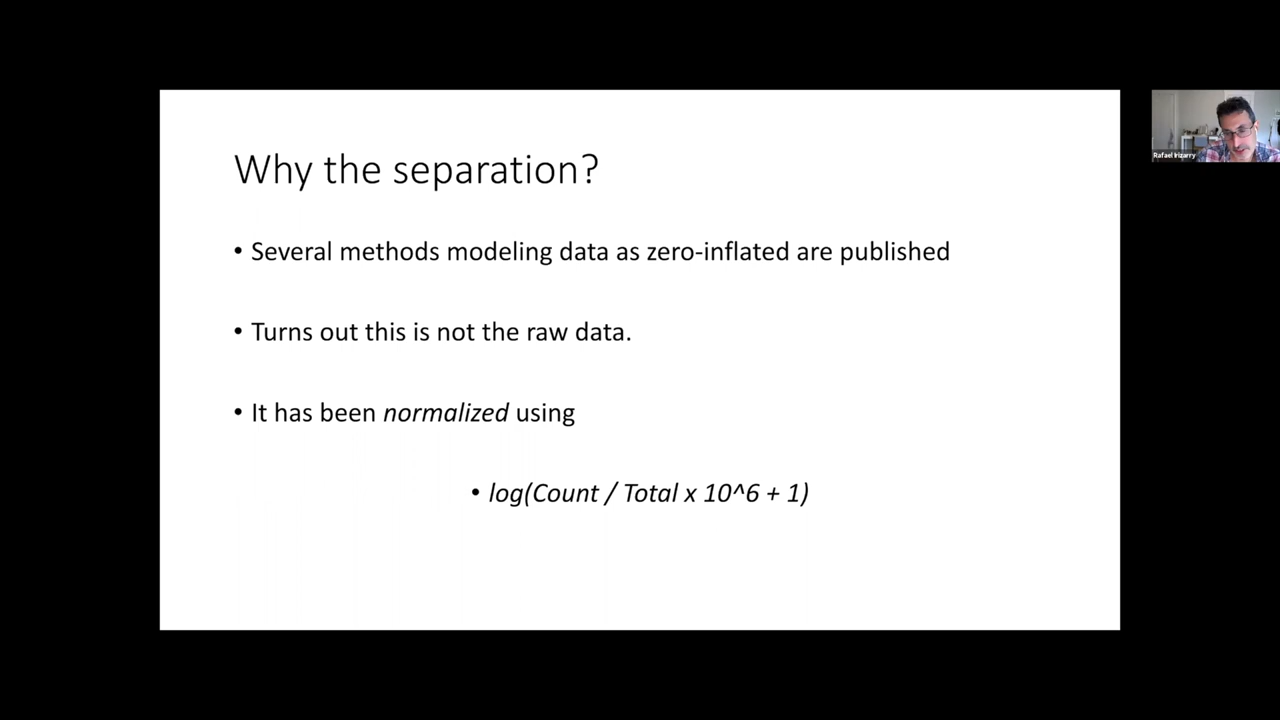 Why the separation?
• Several methods modeling data as zero-inflated are published
• Turns out this is not the raw data.
• It has been normalized using
• log(Count / Total x 10^6 + 1)
Rafael Irizarry